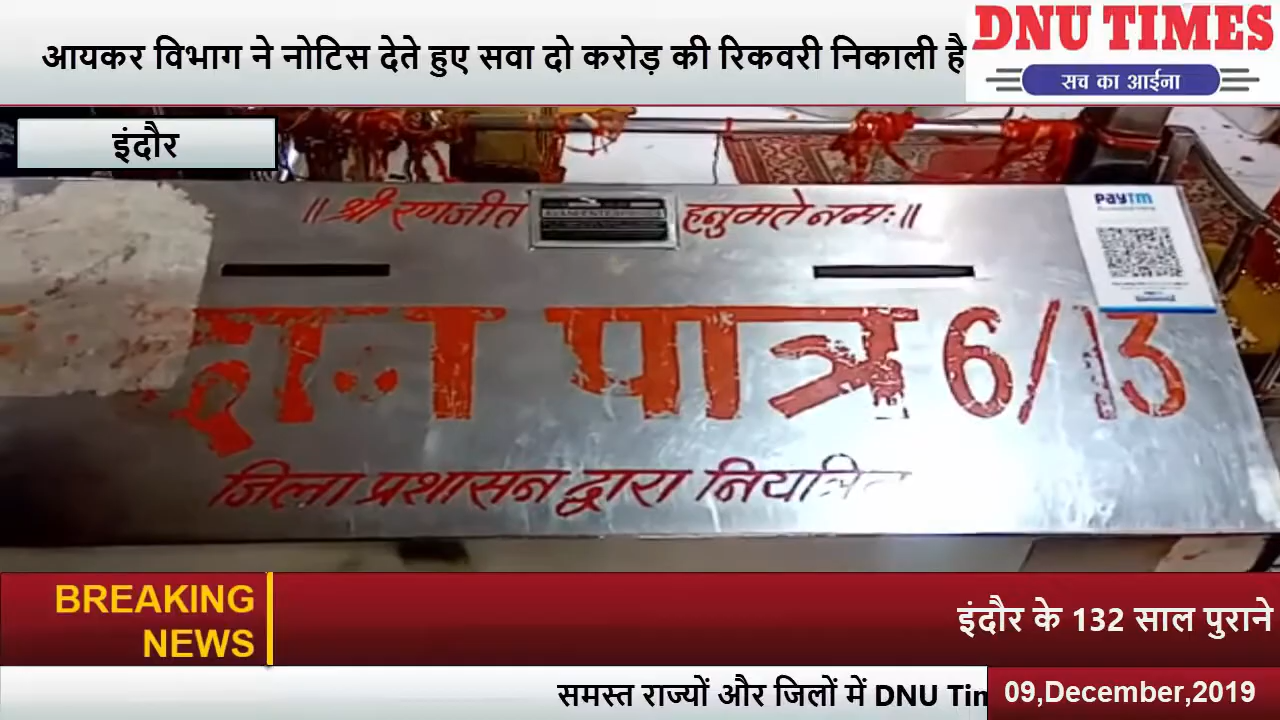 आयकर विभाग ने नोटिस देते हुए सवा दो करोड़ की रिकवरी निकाली है
DNU TIMES
सच का आईना
इंदौर
॥ श्री रणजीत हनुमते नमः॥
paytm
दान पात्र 6/13
जिला प्रशासन द्वारा नियंत्रित
BREAKING
NEWS
इंदौर के 132 साल पुराने
समस्त राज्यों और जिलों में DNU Tim
09,December,2019